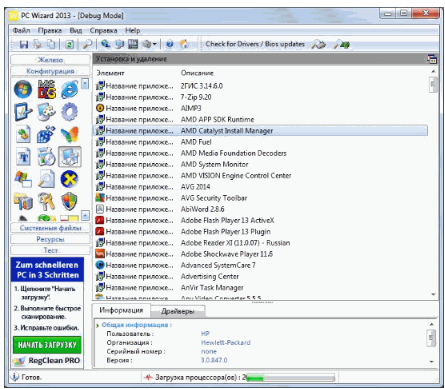 PC Wizard 2013 - [Debug Mode]
Файл Правка Вид Справка Help
Check for Drivers / Bios updates
Железо
Конфигурация
Системные файлы
Ресурсы
Тест
Установка и удаление
Элемент Описание
Название приложе... 2ГИС 3.14.6.0
Название приложе... 7-Zip 9.20
Название приложе... AIMP3
Название приложе... AMD APP SDK Runtime
Название приложе... AMD Catalyst Install Manager
Название приложе... AMD Fuel
Название приложе... AMD Media Foundation Decoders
Название приложе... AMD System Monitor
Название приложе... AMD VISION Engine Control Center
Название приложе... AVG 2014
Название приложе... AVG Security Toolbar
Название приложе... AbiWord 2.8.6
Название приложе... Adobe Flash Player 13 ActiveX
Название приложе... Adobe Flash Player 13 Plugin
Название приложе... Adobe Reader XI (11.0.07) - Russian
Название приложе... Adobe Shockwave Player 11.6
Название приложе... Advanced SystemCare 7
Название приложе... Advertising Center
Название приложе... AnVir Task Manager
Название приложе... Any Video Converter 5.5.5
Zum schnelleren
PC in 3 Schritten
1. Щелкните "Начать
загрузку".
2. Выполните быстрое
сканирование.
3. Исправьте ошибки.
НАЧАТЬ ЗАГРУЗКУ
RegClean PRO
Информация Драйверы
Общая информация :
Пользователь : HP
Организация : Hewlett-Packard
Серийный номер : none
Версия : 3.0.847.0
Готов.
Загрузка процессора(ов) :